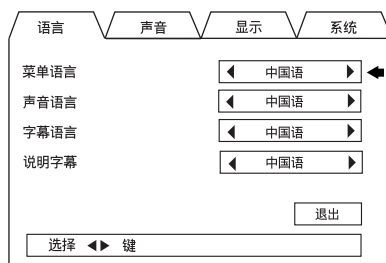 语言 声音 显示 系统
菜单语言 中国语
声音语言 中国语
字幕语言 中国语
说明字幕 中国语
退出
选择 ◀▶ 键